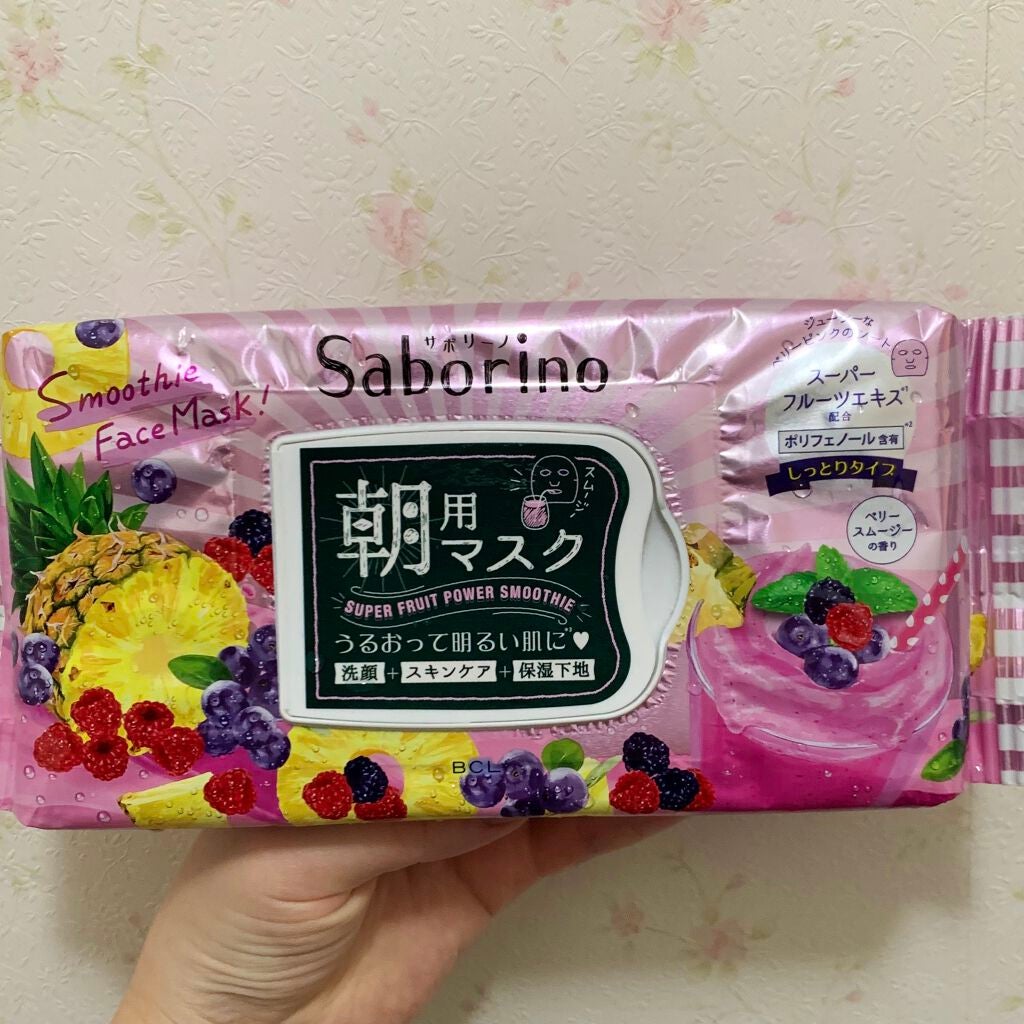 サボリーノ
Saborino
Smoothie
Face Mask!
スムージー
朝用
マスク
SUPER FRUIT POWER SMOOTHIE
うるおって明るい肌に♥
洗顔+スキンケア+保湿下地
BCL
ジューシーな
ベリーピンクのシート
スーパー
フルーツエキス*1
配合
ポリフェノール含有*2
しっとりタイプ
ベリー
スムージー
の香り